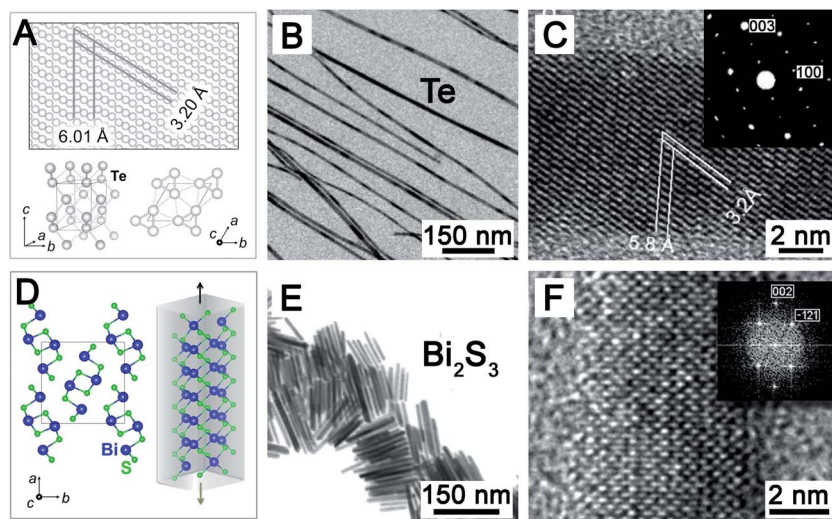 A
6.01 Å
3.20 Å
Te
c
a
b
a
c
b
B
Te
150 nm
C
003
100
3.2Å
5.8 Å
2 nm
D
Bi
S
a
c
b
E
Bi₂S₃
150 nm
F
002
-121
2 nm